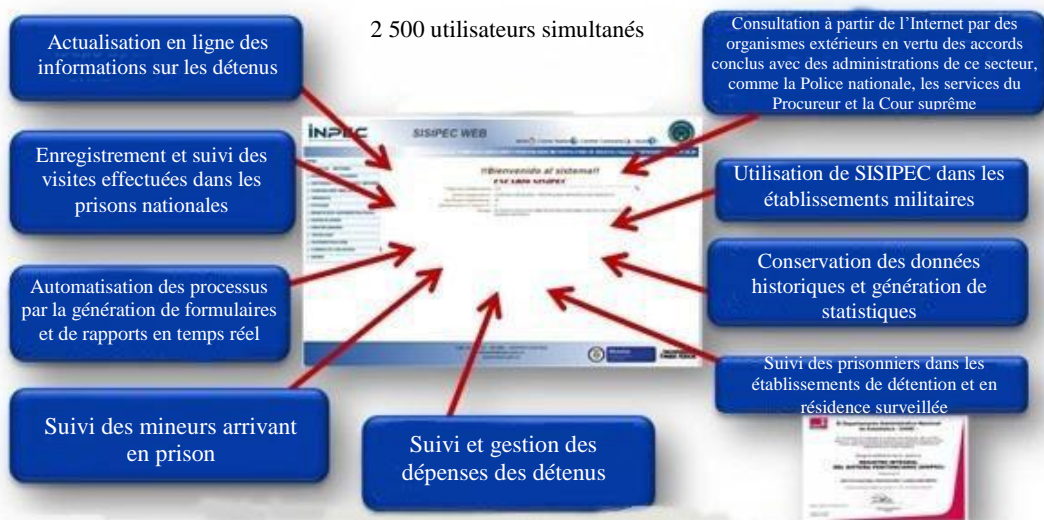 2 500 utilisateurs simultanés
Actualisation en ligne des
informations sur les détenus
Enregistrement et suivi des
visites effectuées dans les
prisons nationales
Automatisation des processus
par la génération de formulaires
et de rapports en temps réel
Suivi des mineurs arrivant
en prison
Suivi et gestion des
dépenses des détenus
Consultation à partir de l'Internet par des
organismes extérieurs en vertu des accords
conclus avec des administrations de ce secteur,
comme la Police nationale, les services du
Procureur et la Cour suprême
Utilisation de SISIPEC dans les
établissements militaires
Conservation des données
historiques et génération de
statistiques
Suivi des prisonniers dans les
établissements de détention et en
résidence surveillée
INPEC
SISIPEC WEB
!!Bienvenido al sistema!!